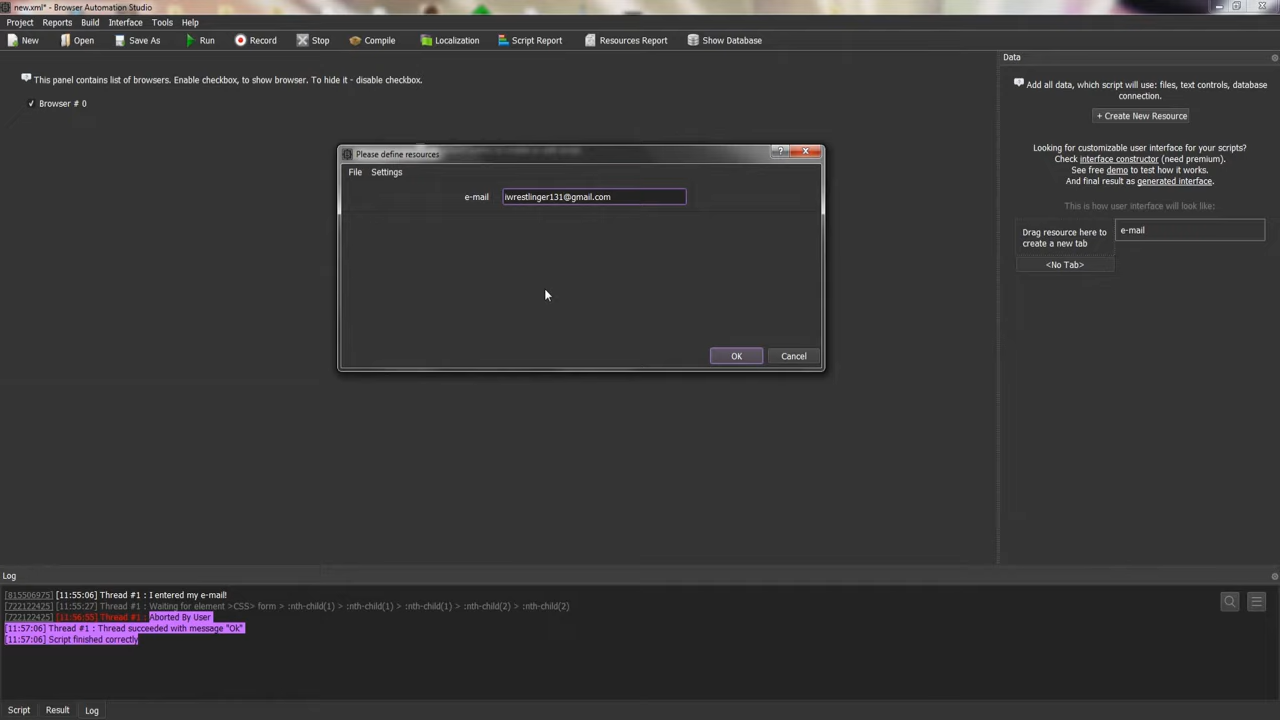 new.xml* - Browser Automation Studio
Project Reports Build Interface Tools Help
New Open Save As Run Record Stop Compile Localization Script Report Resources Report Show Database
This panel contains list of browsers. Enable checkbox, to show browser. To hide it - disable checkbox.
Browser # 0
Please define resources
File Settings
e-mail iwrestlinger131@gmail.com
OK Cancel
Data
Add all data, which script will use: files, text controls, database
connection.
+ Create New Resource
Looking for customizable user interface for your scripts?
Check interface constructor (need premium).
See free demo to test how it works.
And final result as generated interface.
This is how user interface will look like:
Drag resource here to
create a new tab
e-mail
<No Tab>
Log
[815506975] [11:55:06] Thread #1 : I entered my e-mail!
[722122425] [11:55:27] Thread #1 : Waiting for element >CSS> form > :nth-child(1) > :nth-child(1) > :nth-child(1) > :nth-child(2) > :nth-child(2)
[722122425] [11:56:55] Thread #1 : Aborted By User
[11:57:06] Thread #1 : Thread succeeded with message "Ok"
[11:57:06] Script finished correctly
Script Result Log